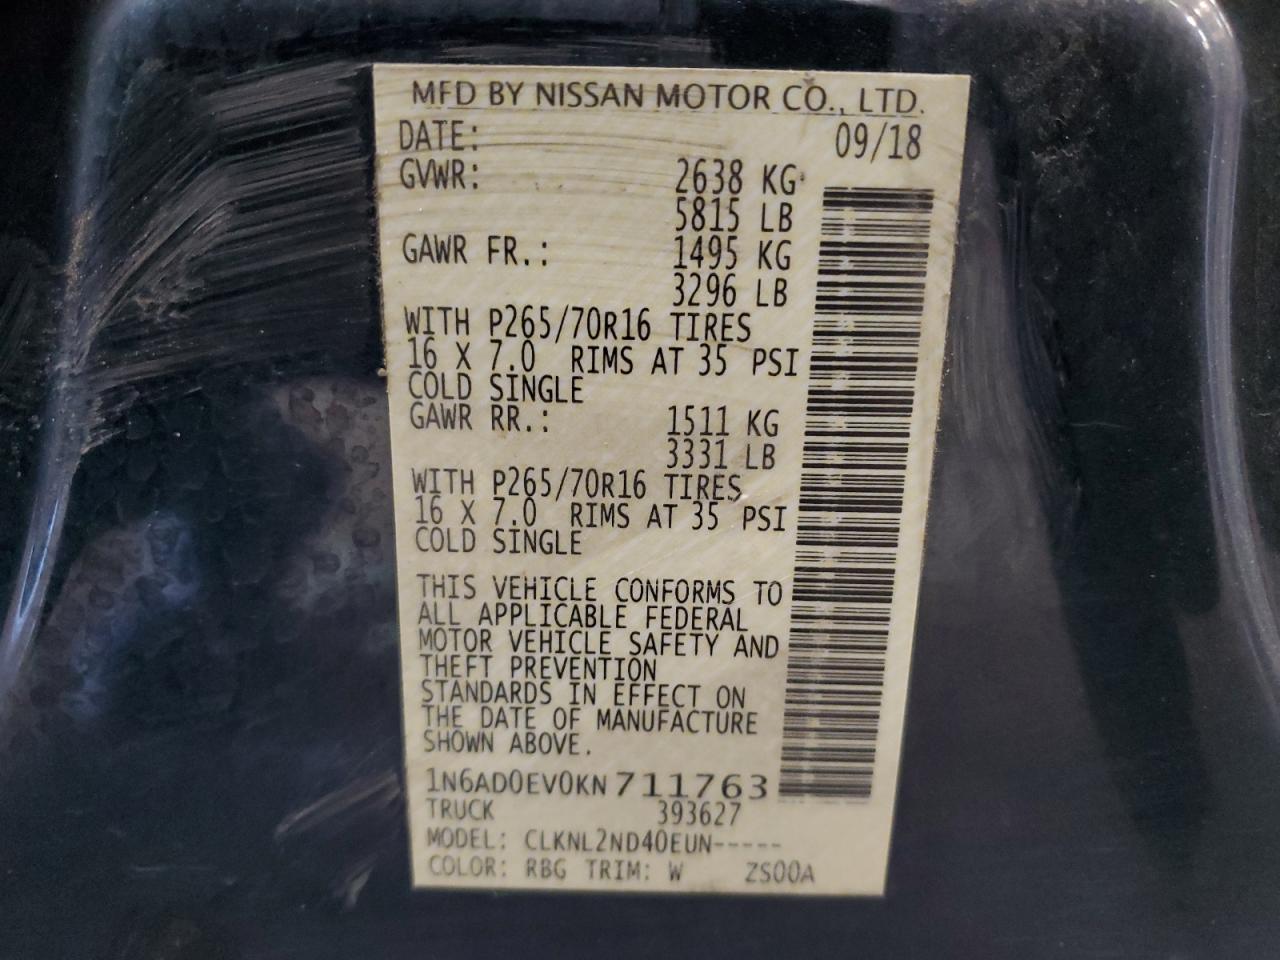 MFD BY NISSAN MOTOR CO., LTD.
DATE: 09/18
GVWR: 2638 KG
5815 LB
GAWR FR.: 1495 KG
3296 LB
WITH P265/70R16 TIRES
16 X 7.0 RIMS AT 35 PSI
COLD SINGLE
GAWR RR.: 1511 KG
3331 LB
WITH P265/70R16 TIRES
16 X 7.0 RIMS AT 35 PSI
COLD SINGLE
THIS VEHICLE CONFORMS TO
ALL APPLICABLE FEDERAL
MOTOR VEHICLE SAFETY AND
THEFT PREVENTION
STANDARDS IN EFFECT ON
THE DATE OF MANUFACTURE
SHOWN ABOVE.
1N6AD0EV0KN711763
TRUCK 393627
MODEL: CLKNL2ND40EUN-----
COLOR: RBG TRIM: W ZS00A